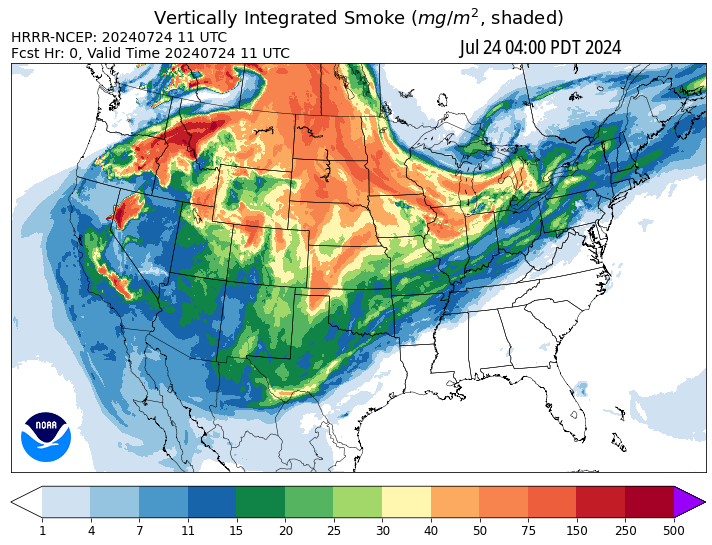 Vertically Integrated Smoke (mg/m², shaded)
HRRR-NCEP: 20240724 11 UTC
Fcst Hr: 0, Valid Time 20240724 11 UTC
Jul 24 04:00 PDT 2024
NOAA
1 4 7 11 15 20 25 30 40 50 75 150 250 500